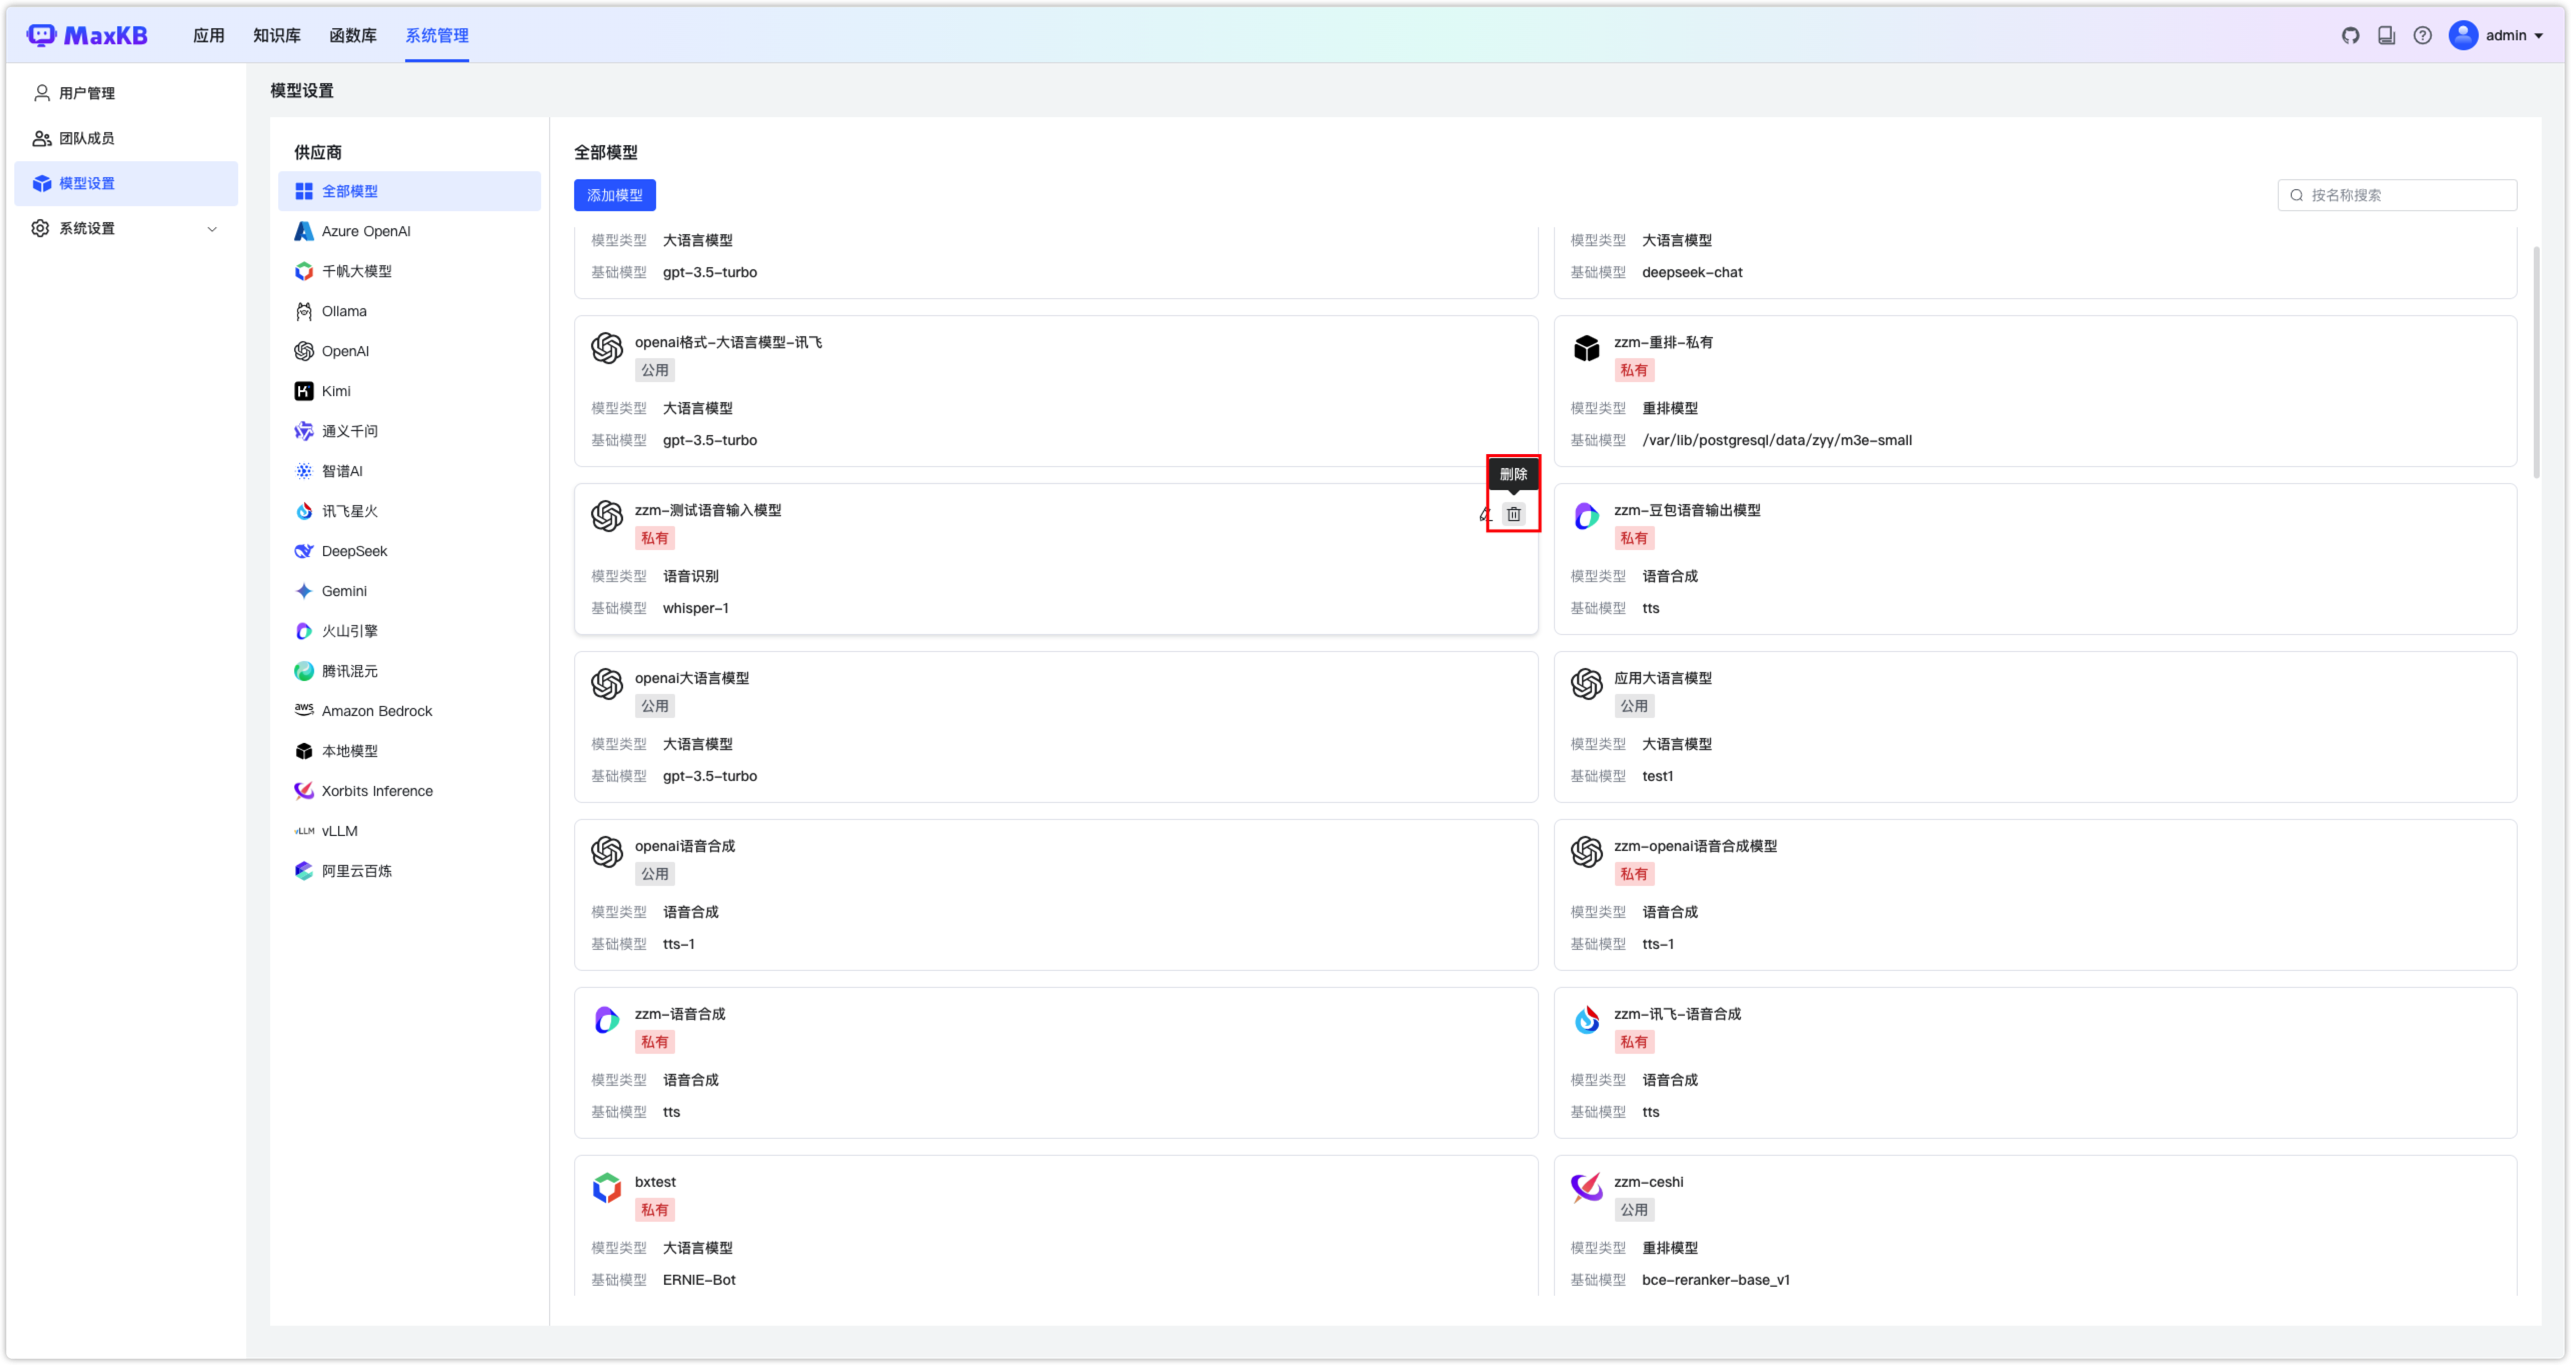 MaxKB
应用
知识库
函数库
系统管理
admin
用户管理
团队成员
模型设置
系统设置
模型设置
供应商
全部模型
Azure OpenAI
千帆大模型
Ollama
OpenAI
Kimi
通义千问
智谱AI
讯飞星火
DeepSeek
Gemini
火山引擎
腾讯混元
aws Amazon Bedrock
本地模型
Xorbits Inference
vLLM vLLM
阿里云百炼
全部模型
添加模型
按名称搜索
模型类型 大语言模型
基础模型 gpt-3.5-turbo
模型类型 大语言模型
基础模型 deepseek-chat
openai格式-大语言模型-讯飞
公用
模型类型 大语言模型
基础模型 gpt-3.5-turbo
zzm-重排-私有
私有
模型类型 重排模型
基础模型 /var/lib/postgresql/data/zyy/m3e-small
删除
zzm-测试语音输入模型
私有
模型类型 语音识别
基础模型 whisper-1
zzm-豆包语音输出模型
私有
模型类型 语音合成
基础模型 tts
openai大语言模型
公用
模型类型 大语言模型
基础模型 gpt-3.5-turbo
应用大语言模型
公用
模型类型 大语言模型
基础模型 test1
openai语音合成
公用
模型类型 语音合成
基础模型 tts-1
zzm-openai语音合成模型
私有
模型类型 语音合成
基础模型 tts-1
zzm-语音合成
私有
模型类型 语音合成
基础模型 tts
zzm-讯飞-语音合成
私有
模型类型 语音合成
基础模型 tts
bxtest
私有
模型类型 大语言模型
基础模型 ERNIE-Bot
zzm-ceshi
公用
模型类型 重排模型
基础模型 bce-reranker-base_v1